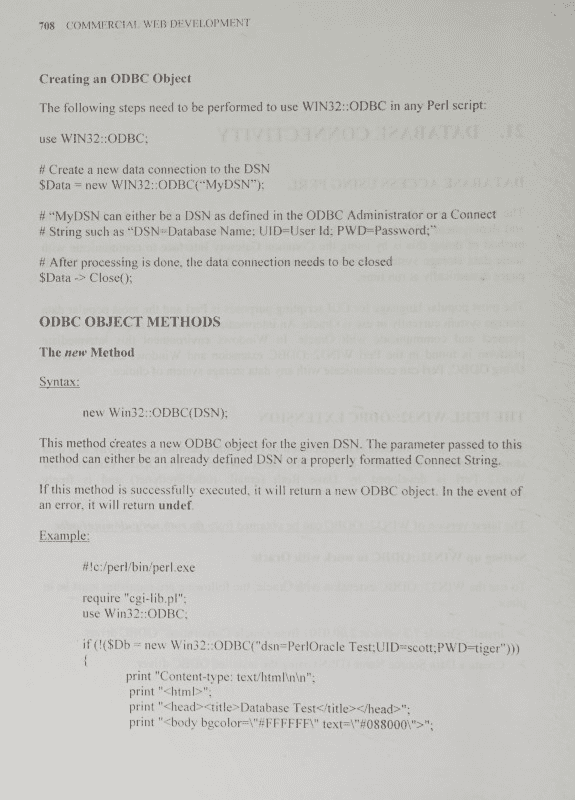 708 COMMERCIAL WEB DEVELOPMENT
Creating an ODBC Object
The following steps need to be performed to use WIN32::ODBC in any Perl script:
use WIN32::ODBC;
# Create a new data connection to the DSN
$Data = new WIN32::ODBC(“MyDSN”);
# “MyDSN can either be a DSN as defined in the ODBC Administrator or a Connect
# String such as “DSN=Database Name; UID=User Id; PWD=Password;”
# After processing is done, the data connection needs to be closed
$Data -> Close();
ODBC OBJECT METHODS
The new Method
Syntax:
new Win32::ODBC(DSN);
This method creates a new ODBC object for the given DSN. The parameter passed to this
method can either be an already defined DSN or a properly formatted Connect String.
If this method is successfully executed, it will return a new ODBC object. In the event of
an error, it will return undef.
Example:
#!c:/perl/bin/perl.exe
require "cgi-lib.pl";
use Win32::ODBC;
if (!($Db = new Win32::ODBC("dsn=PerlOracle Test;UID=scott;PWD=tiger")))
{
print "Content-type: text/html\n\n";
print "<html>";
print "<head><title>Database Test</title></head>";
print "<body bgcolor=\"#FFFFFF\" text=\"#088000\">";